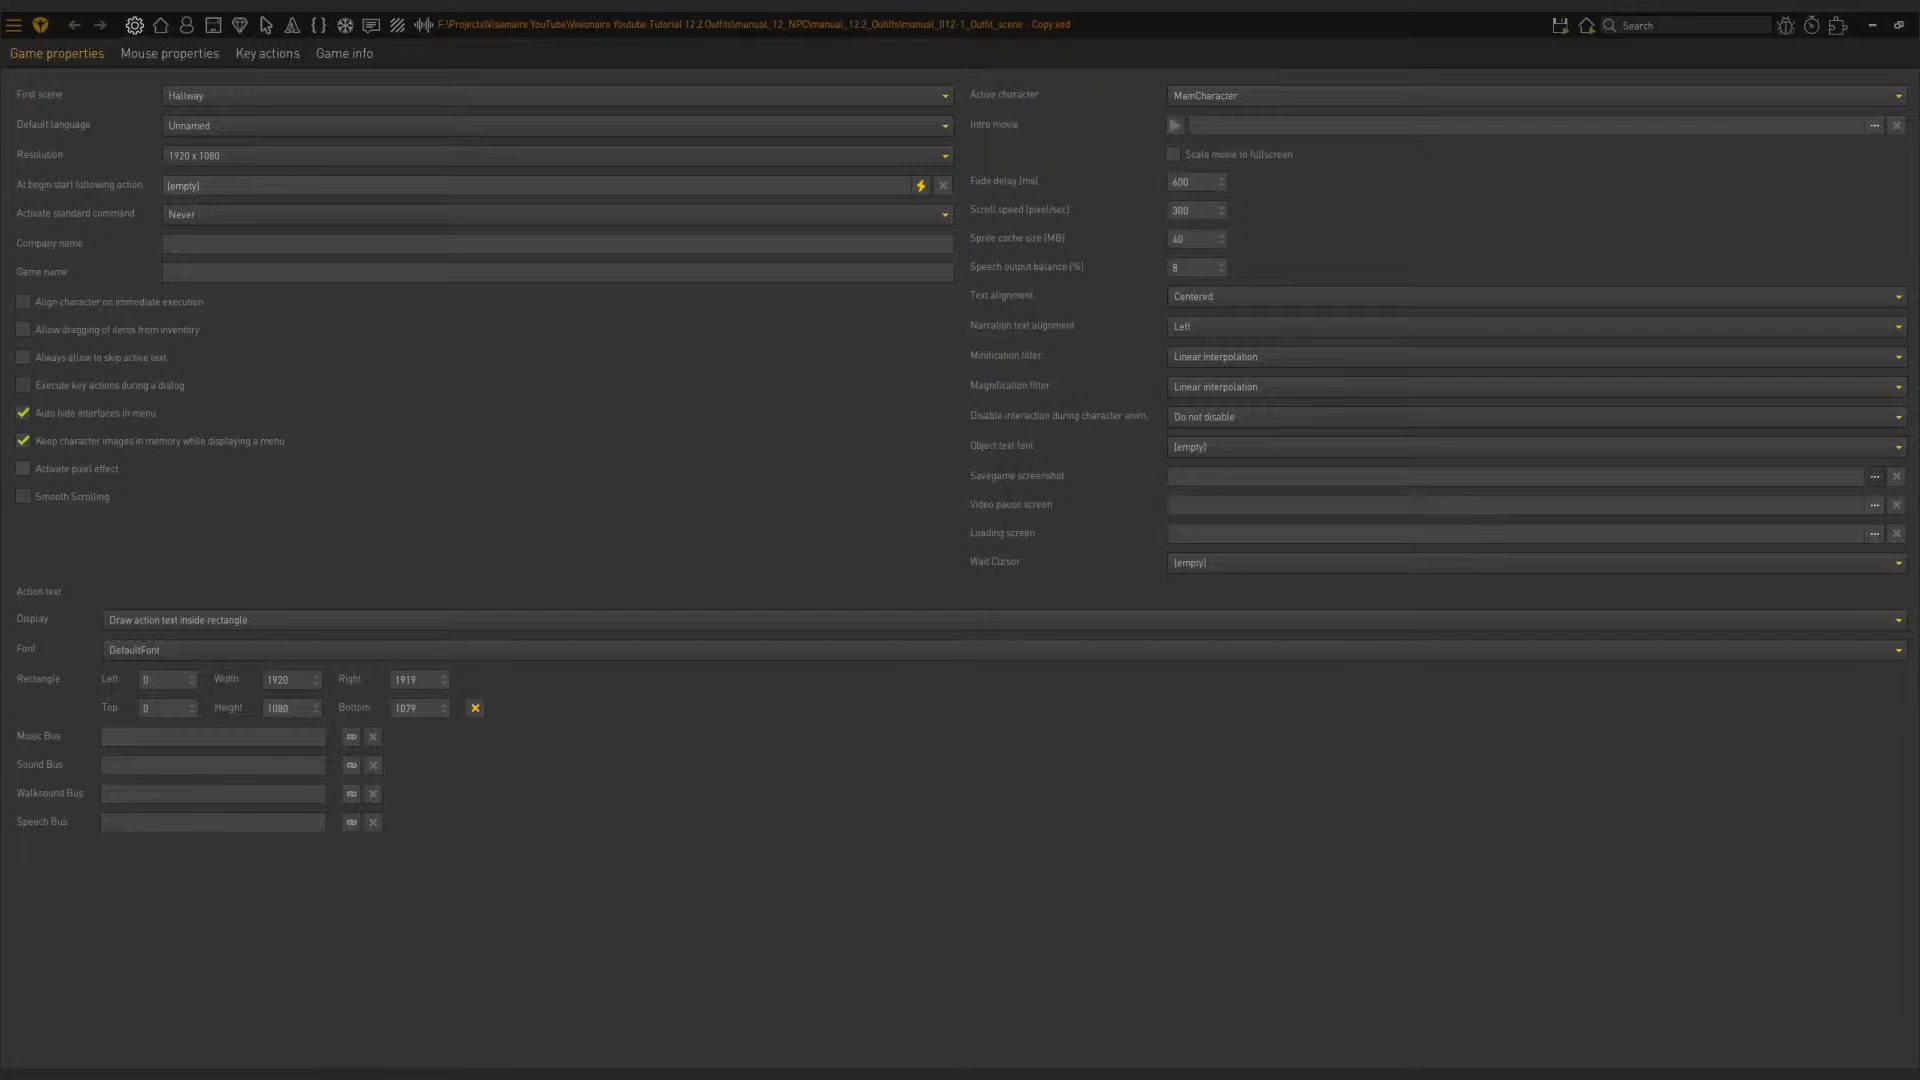 F:\Projects\Visionaire YouTube\Visionaire Youtube Tutorial 12.2 Outfits\manual_12_NPC\manual_12.2_Outifts\manual_012-1_Outfit_scene - Copy.ved
Search
Game properties
Mouse properties
Key actions
Game info
First scene
Hallway
Default language
Unnamed
Resolution
1920 x 1080
At begin start following action
[empty]
Activate standard command
Never
Company name
Game name
Align character on immediate execution
Allow dragging of items from inventory
Always allow to skip active text
Execute key actions during a dialog
Auto hide interfaces in menu
Keep character images in memory while displaying a menu
Activate pixel effect
Smooth Scrolling
Active character
MainCharacter
Intro movie
Scale movie to fullscreen
Fade delay [ms]
600
Scroll speed [pixel/sec]
300
Sprite cache size [MB]
40
Speech output balance [%]
8
Text alignment
Centered
Narration text alignment
Left
Minification filter
Linear interpolation
Magnification filter
Linear interpolation
Disable interaction during character anim.
Do not disable
Object text font
[empty]
Savegame screenshot
Video pause screen
Loading screen
Wait Cursor
[empty]
Action text
Display
Draw action text inside rectangle
Font
DefaultFont
Rectangle
Left 0 Width 1920 Right 1919
Top 0 Height 1080 Bottom 1079
Music Bus
Sound Bus
Walksound Bus
Speech Bus